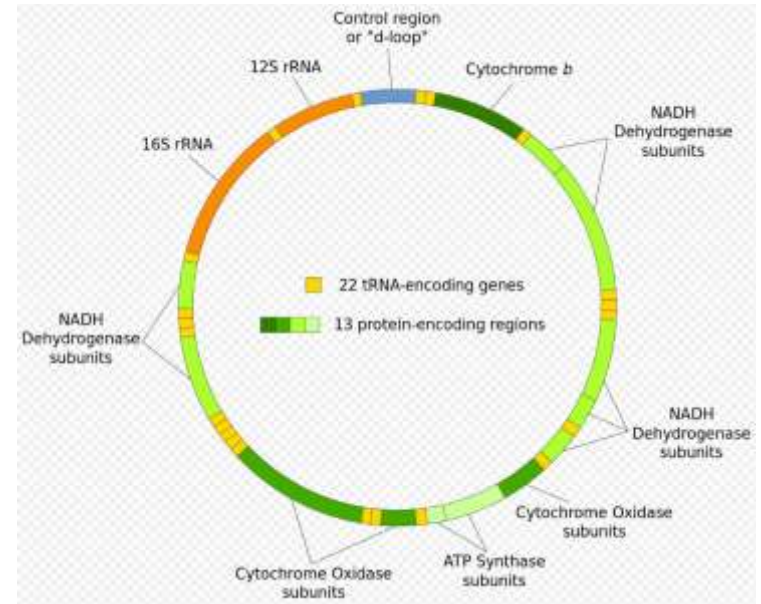 Control region
or "d-loop"
12S rRNA
Cytochrome b
NADH
Dehydrogenase
subunits
16S rRNA
22 tRNA-encoding genes
13 protein-encoding regions
NADH
Dehydrogenase
subunits
NADH
Dehydrogenase
subunits
Cytochrome Oxidase
subunits
ATP Synthase
subunits
Cytochrome Oxidase
subunits